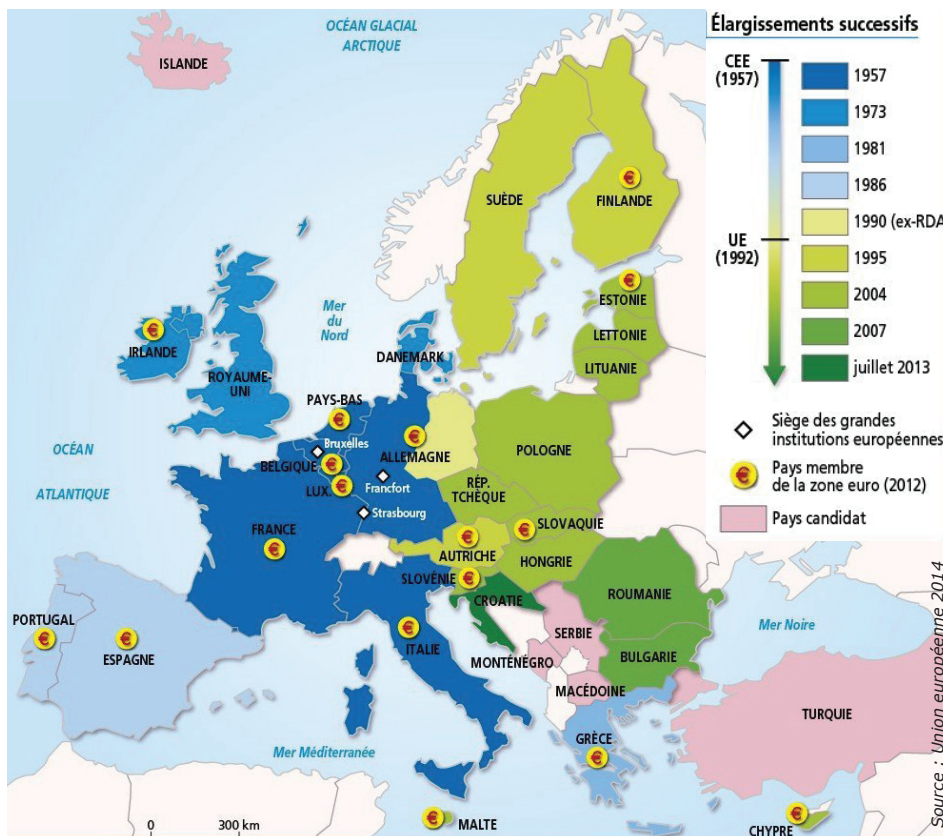 OCÉAN GLACIAL
ARCTIQUE
ISLANDE
SUÈDE
FINLANDE
ESTONIE
LETTONIE
LITUANIE
Mer
du
Nord
DANEMARK
IRLANDE
ROYAUME-
UNI
PAYS-BAS
Bruxelles
BELGIQUE
ALLEMAGNE
LUX.
Francfort
Strasbourg
POLOGNE
RÉP.
TCHÈQUE
SLOVAQUIE
AUTRICHE
HONGRIE
OCÉAN
ATLANTIQUE
FRANCE
SLOVÉNIE
CROATIE
ROUMANIE
PORTUGAL
ESPAGNE
ITALIE
SERBIE
MONTÉNÉGRO
BULGARIE
MACÉDOINE
Mer Noire
TURQUIE
GRÈCE
Mer Méditerranée
MALTE
CHYPRE
0 300 km
Élargissements successifs
CEE
(1957)
UE
(1992)
1957
1973
1981
1986
1990 (ex-RDA
1995
2004
2007
juillet 2013
Siège des grandes
institutions européennes
€ Pays membre
de la zone euro (2012)
Pays candidat
Source : Union européenne 2014